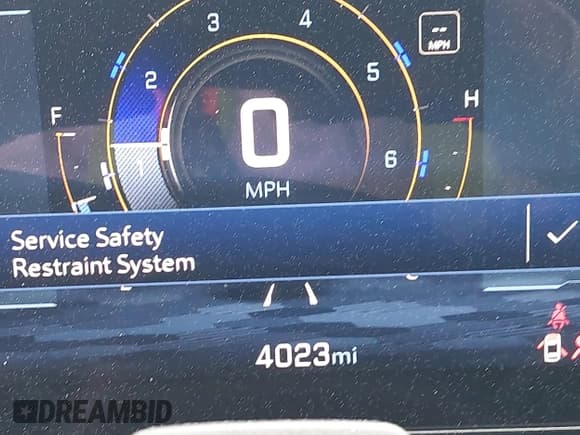 3
4
--
MPH
2
5
F
H
0
1
6
MPH
Service Safety
Restraint System
4023mi
DREAMBID